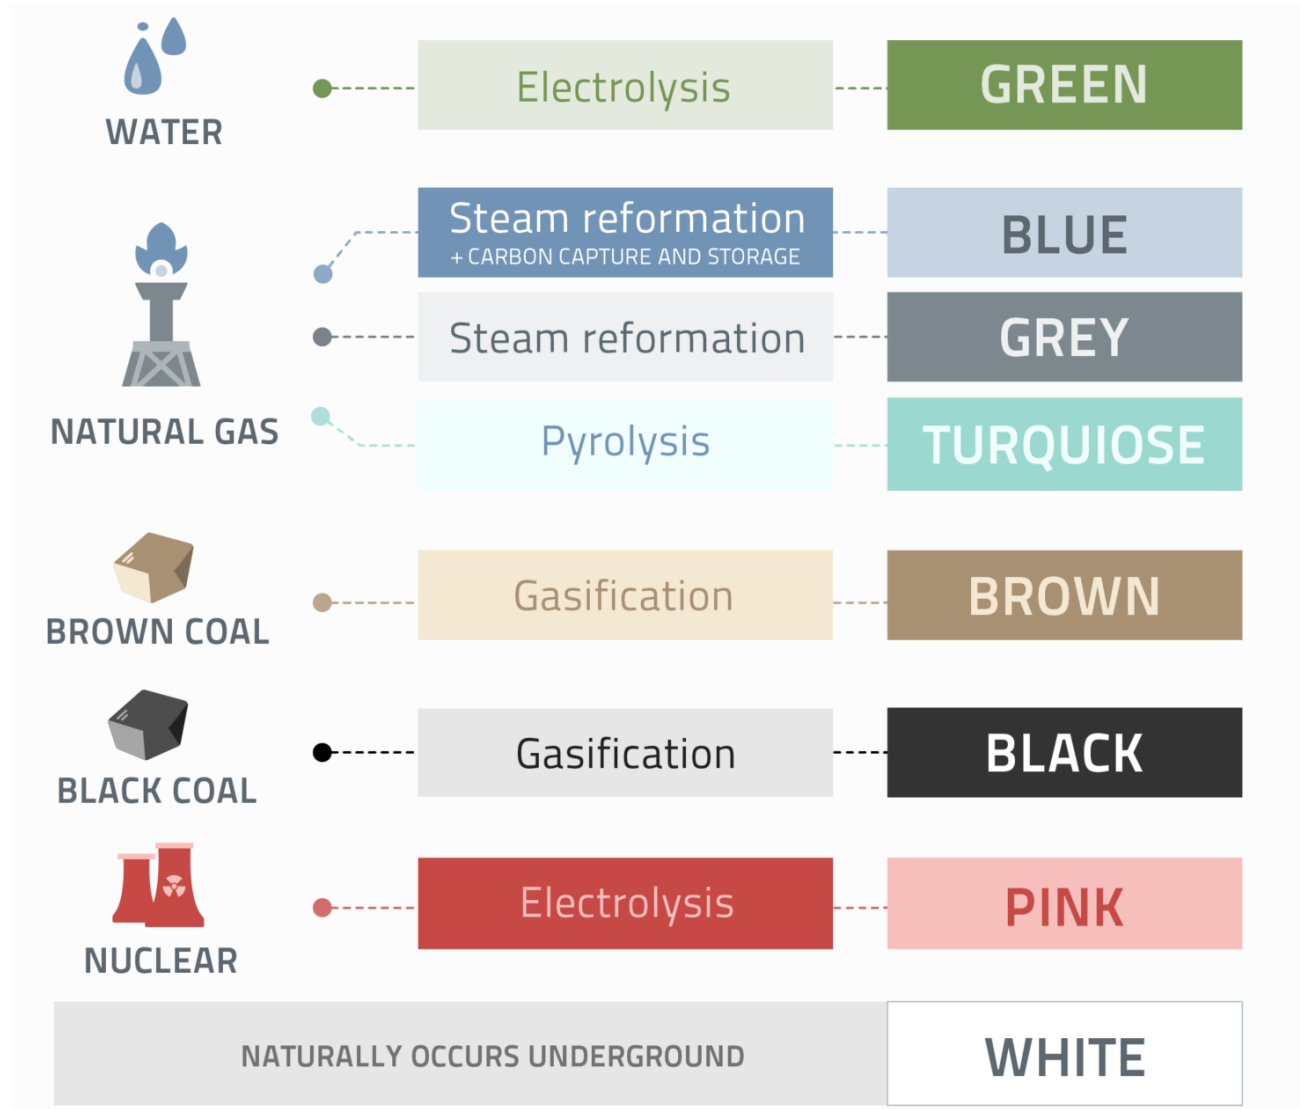 WATER
Electrolysis
GREEN
Steam reformation
+ CARBON CAPTURE AND STORAGE
BLUE
NATURAL GAS
Steam reformation
GREY
Pyrolysis
TURQUIOSE
BROWN COAL
Gasification
BROWN
BLACK COAL
Gasification
BLACK
NUCLEAR
Electrolysis
PINK
NATURALLY OCCURS UNDERGROUND
WHITE